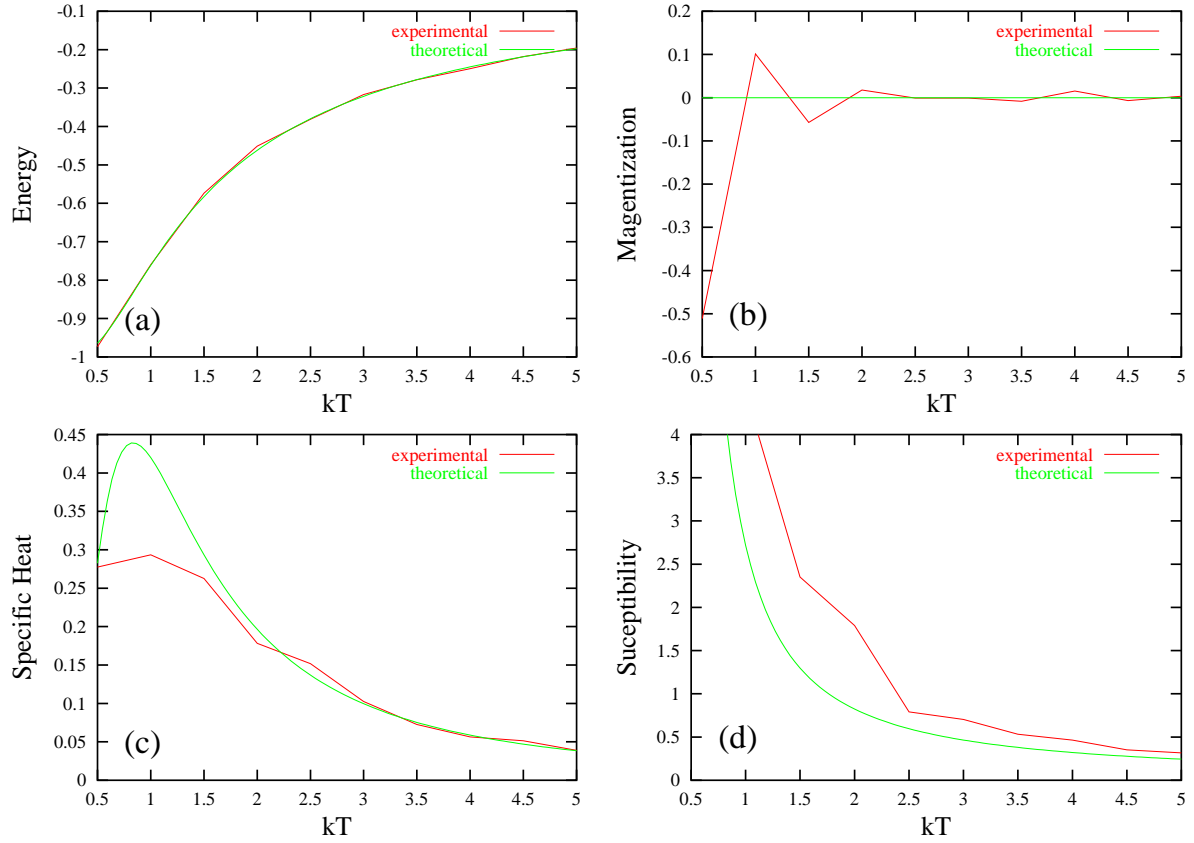 -0.1
-0.2
-0.3
-0.4
-0.5
-0.6
-0.7
-0.8
-0.9
-1
Energy
experimental
theoretical
(a)
0.5 1 1.5 2 2.5 3 3.5 4 4.5 5
kT
0.2
0.1
0
-0.1
-0.2
-0.3
-0.4
-0.5
-0.6
Magentization
experimental
theoretical
(b)
0.5 1 1.5 2 2.5 3 3.5 4 4.5 5
kT
0.45
0.4
0.35
0.3
0.25
0.2
0.15
0.1
0.05
0
Specific Heat
experimental
theoretical
(c)
0.5 1 1.5 2 2.5 3 3.5 4 4.5 5
kT
4
3.5
3
2.5
2
1.5
1
0.5
0
Suceptibility
experimental
theoretical
(d)
0.5 1 1.5 2 2.5 3 3.5 4 4.5 5
kT